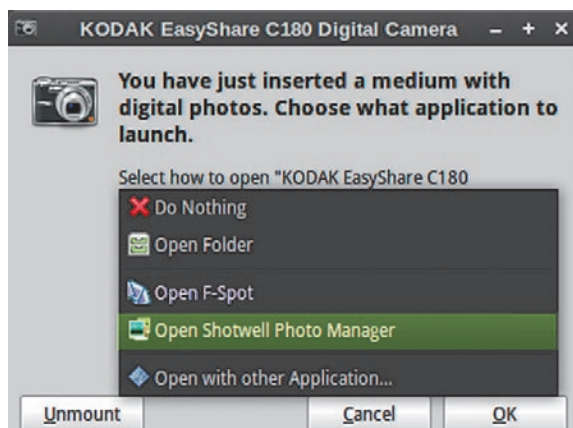 KODAK EasyShare C180 Digital Camera
You have just inserted a medium with
digital photos. Choose what application to
launch.
Select how to open "KODAK EasyShare C180
Do Nothing
Open Folder
Open F-Spot
Open Shotwell Photo Manager
Open with other Application...
Unmount
Cancel
OK